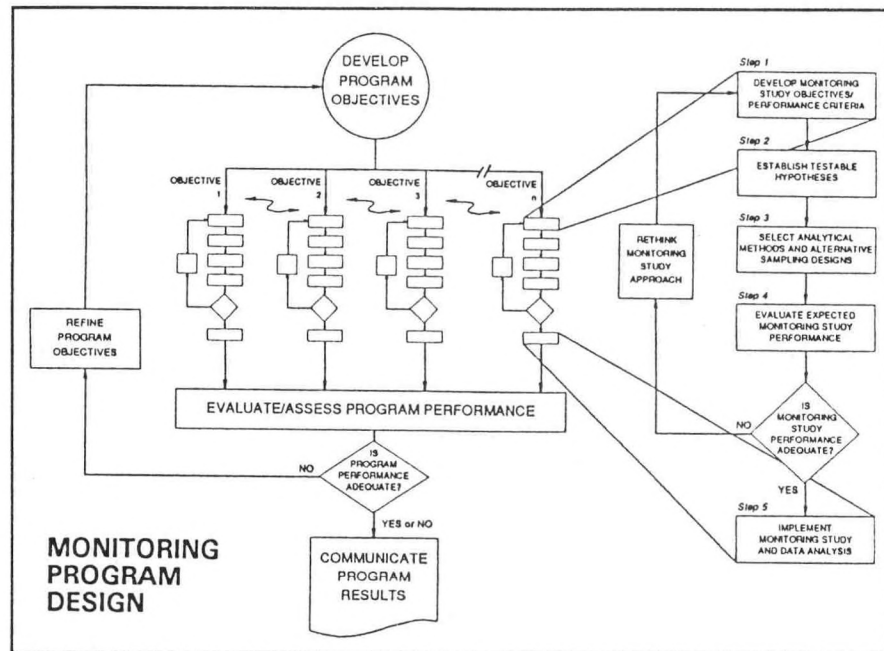 DEVELOP
PROGRAM
OBJECTIVES
OBJECTIVE
1
OBJECTIVE
2
OBJECTIVE
3
OBJECTIVE
n
REFINE
PROGRAM
OBJECTIVES
EVALUATE/ASSESS PROGRAM PERFORMANCE
IS
PROGRAM
PERFORMANCE
ADEQUATE?
NO
YES or NO
COMMUNICATE
PROGRAM
RESULTS
MONITORING
PROGRAM
DESIGN
Step 1
DEVELOP MONITORING
STUDY OBJECTIVES/
PERFORMANCE CRITERIA
Step 2
ESTABLISH TESTABLE
HYPOTHESES
Step 3
SELECT ANALYTICAL
METHODS AND ALTERNATIVE
SAMPLING DESIGNS
RETHINK
MONITORING
STUDY
APPROACH
Step 4
EVALUATE EXPECTED
MONITORING STUDY
PERFORMANCE
IS
MONITORING
STUDY
PERFORMANCE
ADEQUATE?
NO
YES
Step 5
IMPLEMENT
MONITORING STUDY
AND DATA ANALYSIS